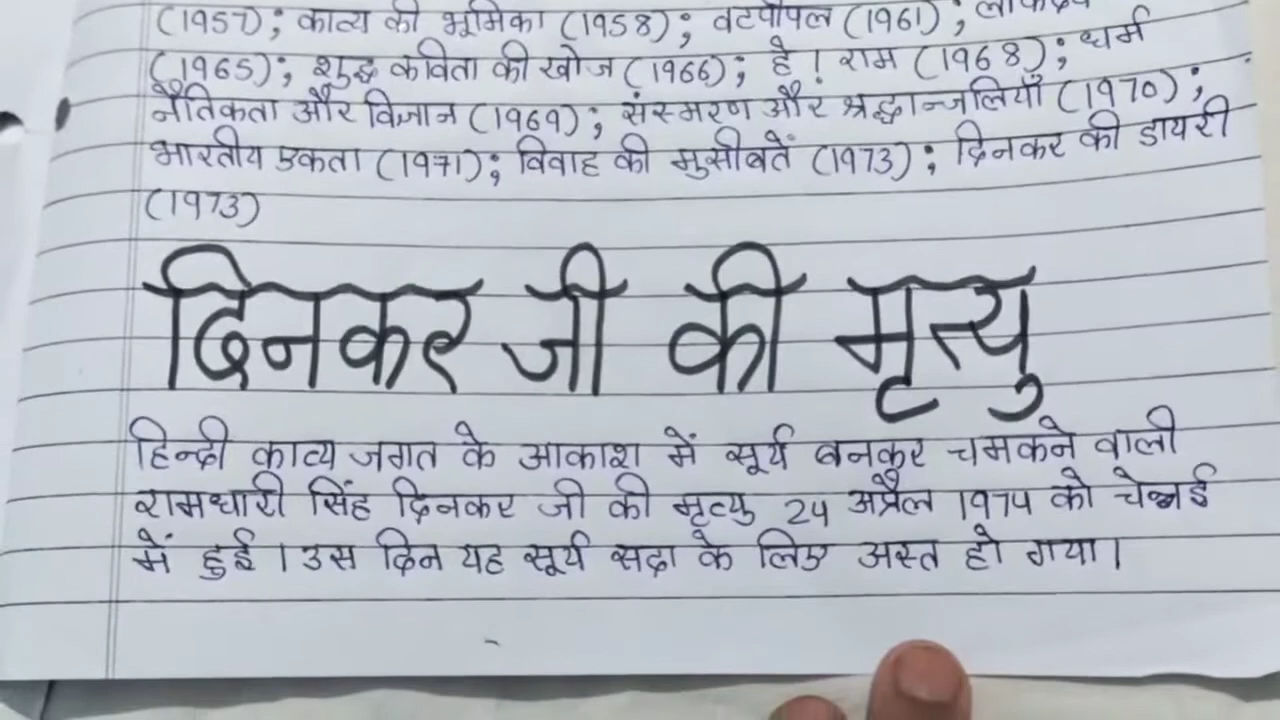 (1957); काव्य की भूमिका (1958); वटपीपल (1961);
(1965); शुद्ध कविता की खोज (1966); हे! राम (1968); धर्म
नैतिकता और विज्ञान (1969); संस्मरण और श्रद्धान्जलियाँ (1970);
भारतीय एकता (1971); विवाह की मुसीबतें (1973); दिनकर की डायरी
(1973)
दिनकर जी की मृत्यु
हिन्दी काव्य जगत के आकाश में सूर्य बनकर चमकने वाली
रामधारी सिंह दिनकर जी की मृत्यु 24 अप्रैल 1974 को चेन्नई
में हुई। उस दिन यह सूर्य सदा के लिए अस्त हो गया।